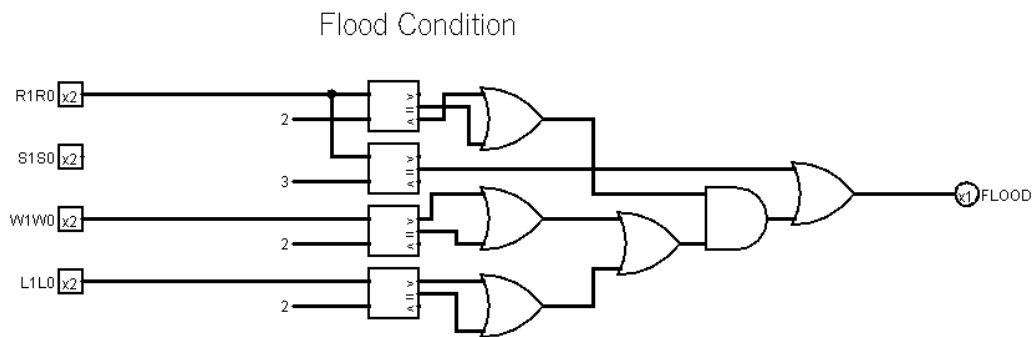 Flood Condition
R1R0 x2
2
S1S0 x2
3
W1W0 x2
2
L1L0 x2
2
x1 FLOOD